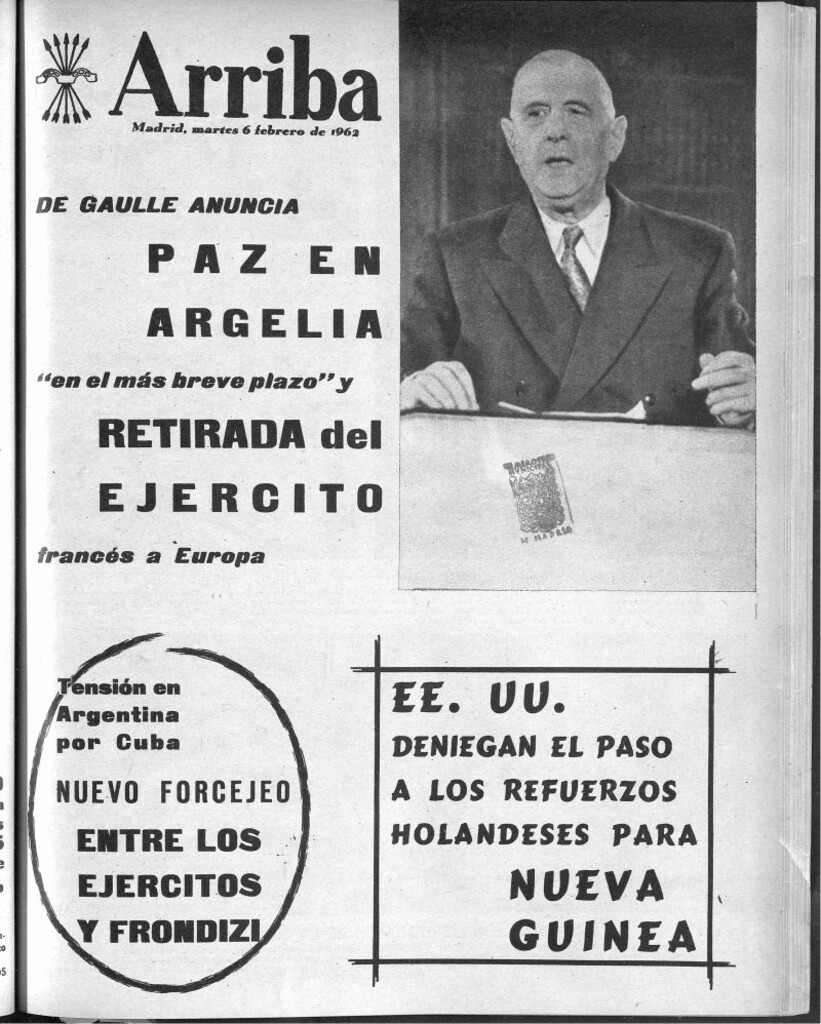 Arriba
Madrid, martes 6 febrero de 1962
DE GAULLE ANUNCIA
PAZ EN
ARGELIA
“en el más breve plazo” y
RETIRADA del
EJERCITO
francés a Europa
Tensión en
Argentina
por Cuba
NUEVO FORCEJEO
ENTRE LOS
EJERCITOS
Y FRONDIZI
EE. UU.
DENIEGAN EL PASO
A LOS REFUERZOS
HOLANDESES PARA
NUEVA
GUINEA